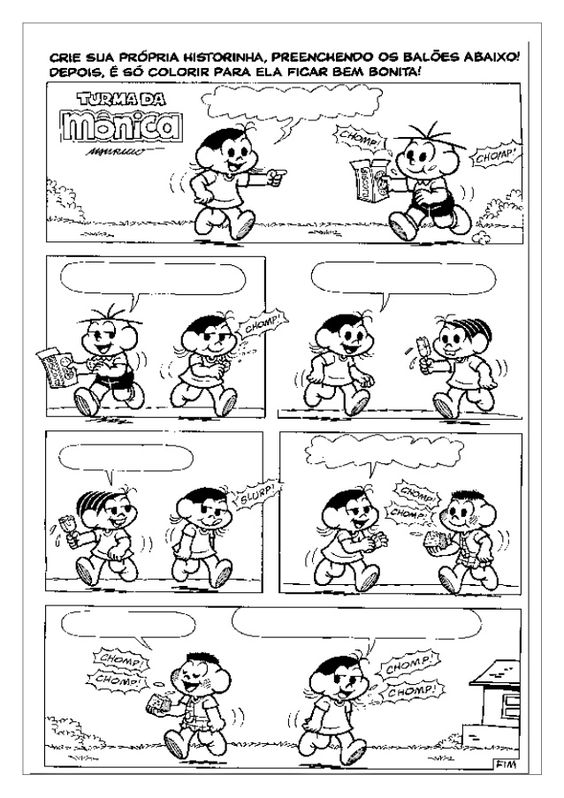 CRIE SUA PRÓPRIA HISTORINHA, PREENCHENDO OS BALÕES ABAIXO!
DEPOIS, É SÓ COLORIR PARA ELA FICAR BEM BONITA!
TURMA DA
MÔNICA
CHOMP!
CHOMP!
CHOMP!
SLURP!
CHOMP!
CHOMP!
CHOMP!
CHOMP!
CHOMP!
CHOMP!
FIM